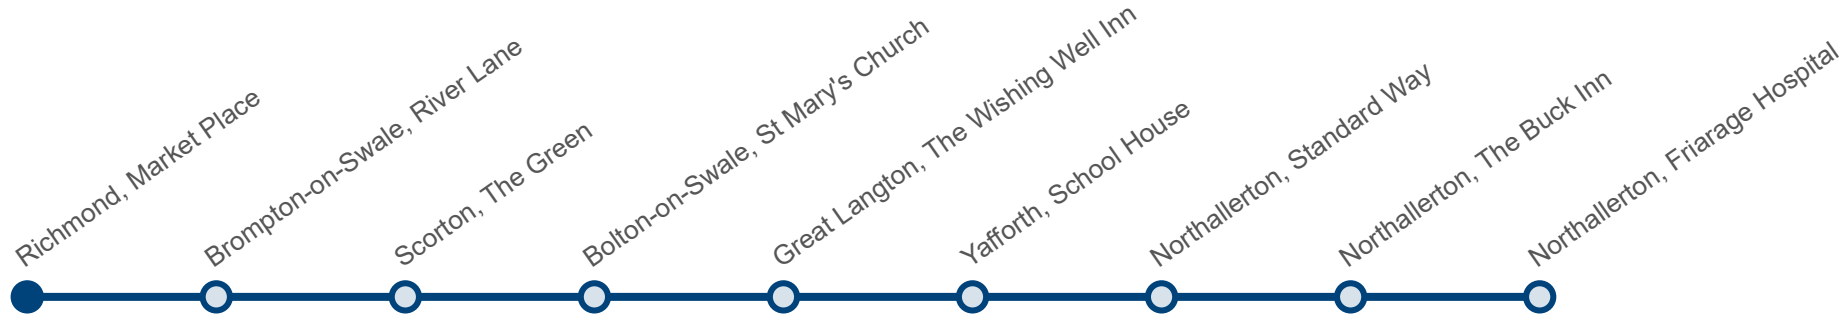 Richmond, Market Place
Brompton-on-Swale, River Lane
Scorton, The Green
Bolton-on-Swale, St Mary's Church
Great Langton, The Wishing Well Inn
Yafforth, School House
Northallerton, Standard Way
Northallerton, The Buck Inn
Northallerton, Friarage Hospital